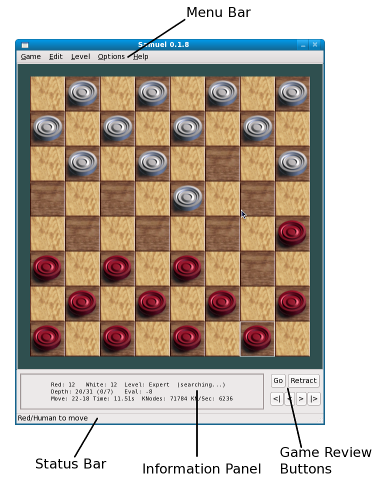 Menu Bar
Samuel 0.1.8
Game Edit Level Options Help
Red: 12 White: 12 Level: Expert (searching...)
Depth: 20/31 (0/7) Eval: -8
Move: 22-18 Time: 11.51s KNodes: 71784 KN/Sec: 6236
Go Retract
<| < > |>
Red/Human to move
Status Bar
Information Panel
Game Review
Buttons